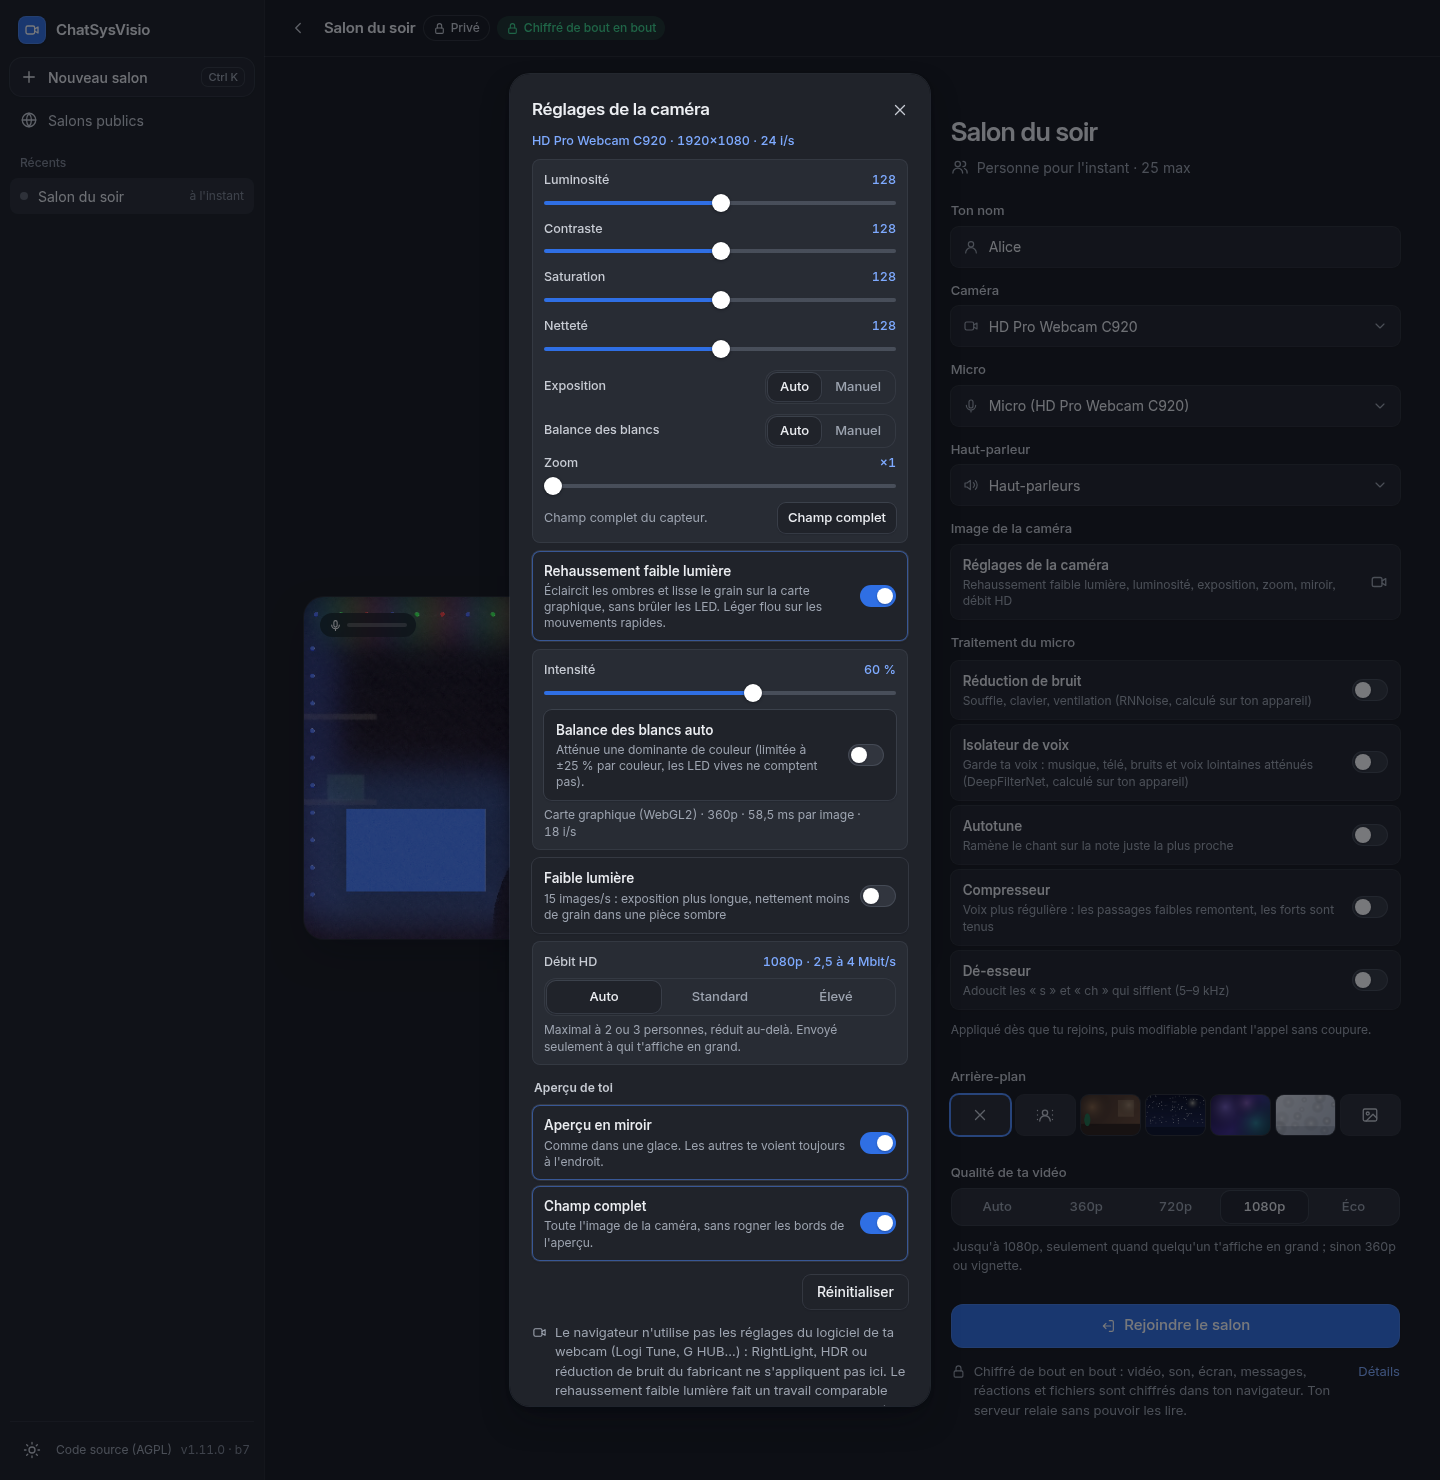 ChatSysVisio
Nouveau salon
Ctrl K
Salons publics
Récents
Salon du soir
à l'instant
Code source (AGPL)
v1.11.0 · b7
Salon du soir
Privé
Chiffré de bout en bout
Réglages de la caméra
HD Pro Webcam C920 · 1920×1080 · 24 i/s
Luminosité
128
Contraste
128
Saturation
128
Netteté
128
Exposition
Auto
Manuel
Balance des blancs
Auto
Manuel
Zoom
×1
Champ complet du capteur.
Champ complet
Rehaussement faible lumière
Éclaircit les ombres et lisse le grain sur la carte
graphique, sans brûler les LED. Léger flou sur les
mouvements rapides.
Intensité
60 %
Balance des blancs auto
Atténue une dominante de couleur (limitée à
±25 % par couleur, les LED vives ne comptent
pas).
Carte graphique (WebGL2) · 360p · 58,5 ms par image ·
18 i/s
Faible lumière
15 images/s : exposition plus longue, nettement moins
de grain dans une pièce sombre
Débit HD
1080p · 2,5 à 4 Mbit/s
Auto
Standard
Élevé
Maximal à 2 ou 3 personnes, réduit au-delà. Envoyé
seulement à qui t'affiche en grand.
Aperçu de toi
Aperçu en miroir
Comme dans une glace. Les autres te voient toujours
à l'endroit.
Champ complet
Toute l'image de la caméra, sans rogner les bords de
l'aperçu.
Réinitialiser
Le navigateur n'utilise pas les réglages du logiciel de ta
webcam (Logi Tune, G HUB…) : RightLight, HDR ou
réduction de bruit du fabricant ne s'appliquent pas ici. Le
rehaussement faible lumière fait un travail comparable
Salon du soir
Personne pour l'instant · 25 max
Ton nom
Alice
Caméra
HD Pro Webcam C920
Micro
Micro (HD Pro Webcam C920)
Haut-parleur
Haut-parleurs
Image de la caméra
Réglages de la caméra
Rehaussement faible lumière, luminosité, exposition, zoom, miroir,
débit HD
Traitement du micro
Réduction de bruit
Souffle, clavier, ventilation (RNNoise, calculé sur ton appareil)
Isolateur de voix
Garde ta voix : musique, télé, bruits et voix lointaines atténués
(DeepFilterNet, calculé sur ton appareil)
Autotune
Ramène le chant sur la note juste la plus proche
Compresseur
Voix plus régulière : les passages faibles remontent, les forts sont
tenus
Dé-esseur
Adoucit les « s » et « ch » qui sifflent (5–9 kHz)
Appliqué dès que tu rejoins, puis modifiable pendant l'appel sans coupure.
Arrière-plan
Qualité de ta vidéo
Auto
360p
720p
1080p
Éco
Jusqu'à 1080p, seulement quand quelqu'un t'affiche en grand ; sinon 360p
ou vignette.
Rejoindre le salon
Chiffré de bout en bout : vidéo, son, écran, messages,
réactions et fichiers sont chiffrés dans ton navigateur. Ton
serveur relaie sans pouvoir les lire.
Détails